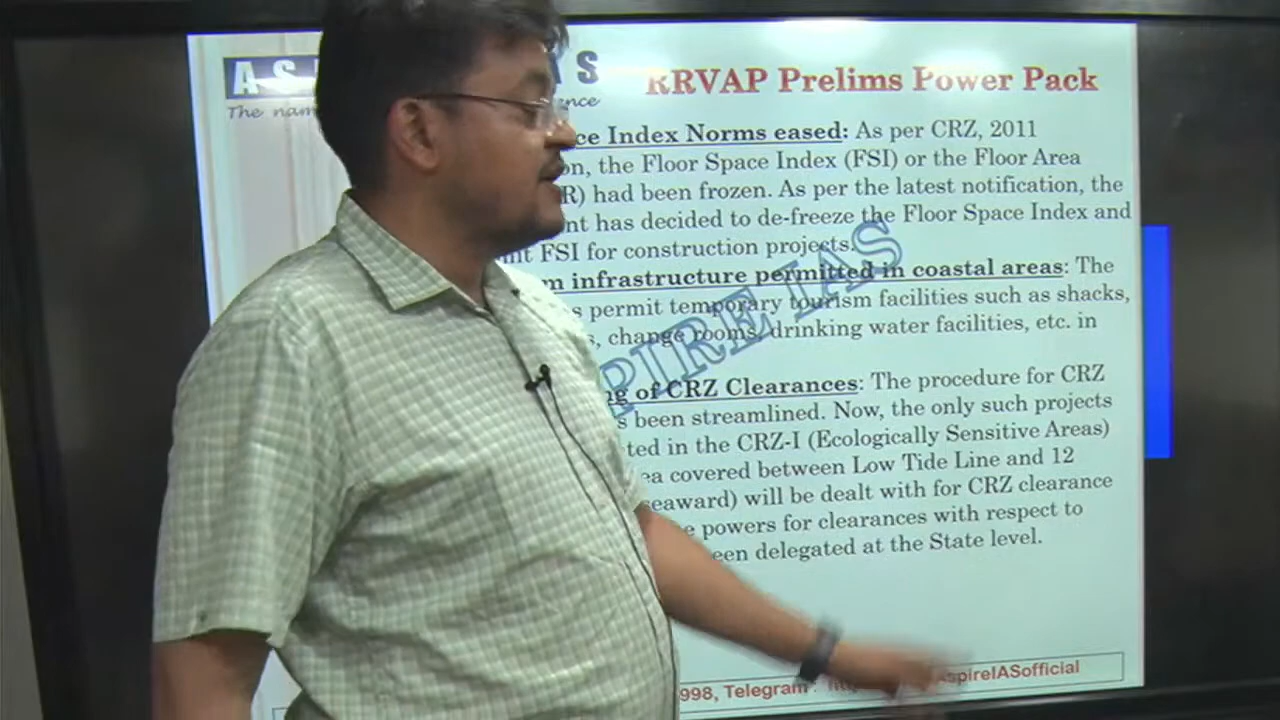 A S S
The nam nce
RRVAP Prelims Power Pack
ce Index Norms eased: As per CRZ, 2011
on, the Floor Space Index (FSI) or the Floor Area
R) had been frozen. As per the latest notification, the
nt has decided to de-freeze the Floor Space Index and
nt FSI for construction projects.
m infrastructure permitted in coastal areas: The
s permit temporary tourism facilities such as shacks,
s, change rooms, drinking water facilities, etc. in
ng of CRZ Clearances: The procedure for CRZ
s been streamlined. Now, the only such projects
ted in the CRZ-I (Ecologically Sensitive Areas)
ea covered between Low Tide Line and 12
seaward) will be dealt with for CRZ clearance
e powers for clearances with respect to
een delegated at the State level.
PIRE IAS
998, Telegram : AspireIASofficial